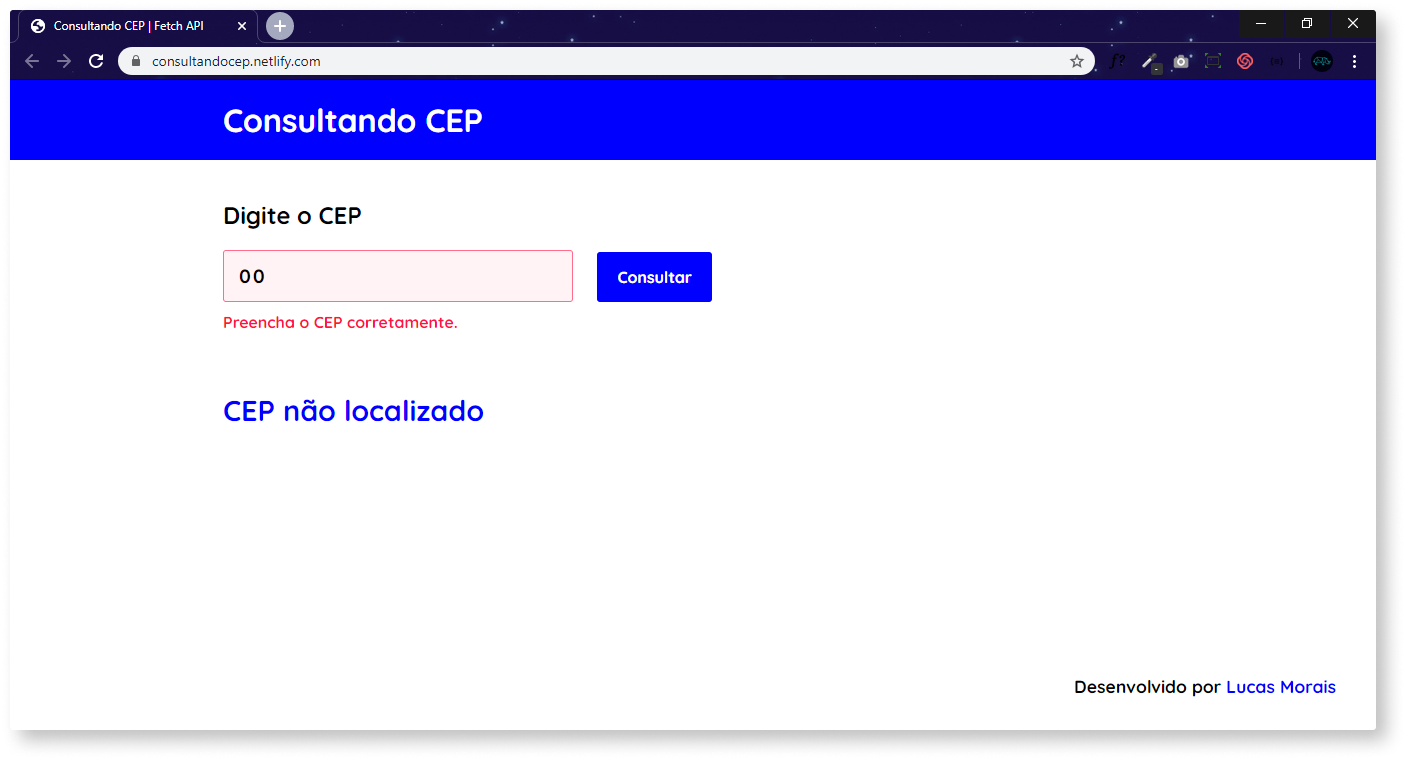 Consultando CEP | Fetch API
consultandocep.netlify.com
f?
Consultando CEP
Digite o CEP
00
Consultar
Preencha o CEP corretamente.
CEP não localizado
Desenvolvido por Lucas Morais